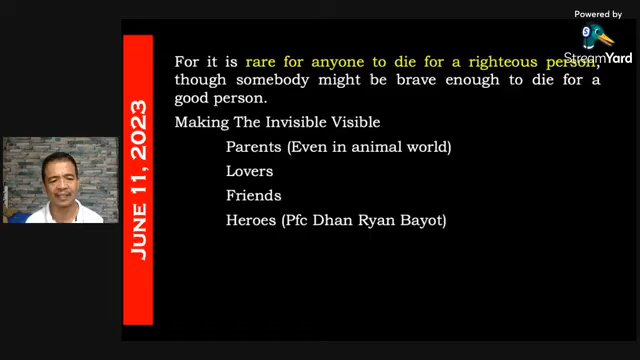 Powered by
StreamYard
For it is rare for anyone to die for a righteous person,
though somebody might be brave enough to die for a
good person.
Making The Invisible Visible
Parents (Even in animal world)
Lovers
Friends
Heroes (Pfc Dhan Ryan Bayot)
June 11, 2023